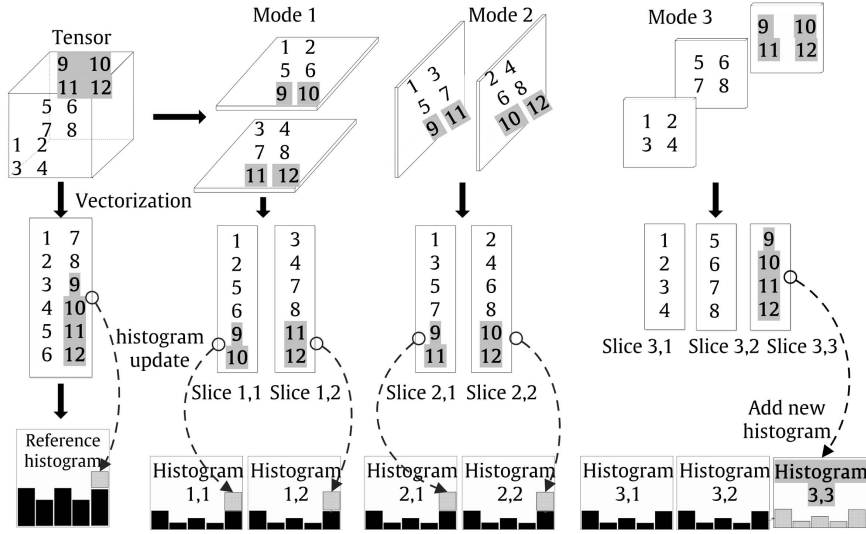 Tensor
9 10
11 12
5 6
7 8
1 2
3 4
Mode 1
1 2
5 6
9 10
3 4
7 8
11 12
Mode 2
1 3
5 7
9 11
2 4
6 8
10 12
Mode 3
9 10
11 12
5 6
7 8
1 2
3 4
Vectorization
1 7
2 8
3 9
4 10
5 11
6 12
histogram
update
1
2
5
6
9
10
Slice 1,1
3
4
7
8
11
12
Slice 1,2
1
3
5
7
9
11
Slice 2,1
2
4
6
8
10
12
Slice 2,2
1
2
3
4
Slice 3,1
5
6
7
8
Slice 3,2
9
10
11
12
Slice 3,3
Add new
histogram
Reference
histogram
Histogram
1,1
Histogram
1,2
Histogram
2,1
Histogram
2,2
Histogram
3,1
Histogram
3,2
Histogram
3,3